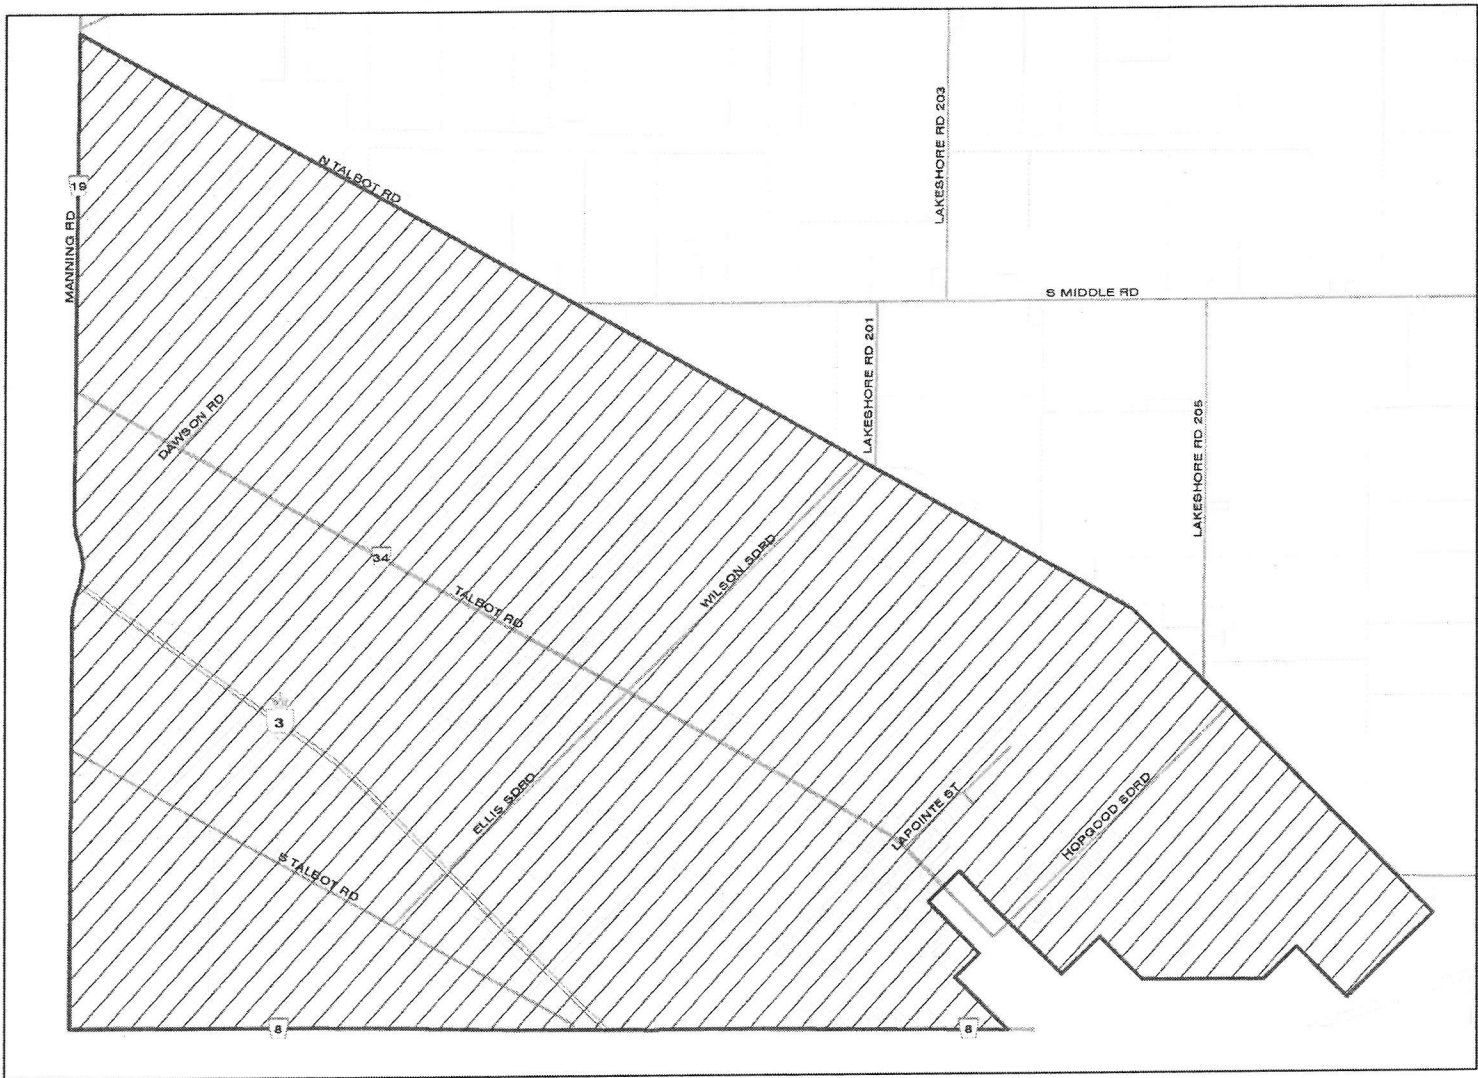 LAKESHORE RD 203
N TALBOT RD
19
MANNING RD
S MIDDLE RD
LAKESHORE RD 201
DAWSON RD
LAKESHORE RD 205
34
TALBOT RD
WILSON SDRD
3
ELLIS SDRD
LAPOINTE ST
HOPGOOD SDRD
S TALBOT RD
8
8